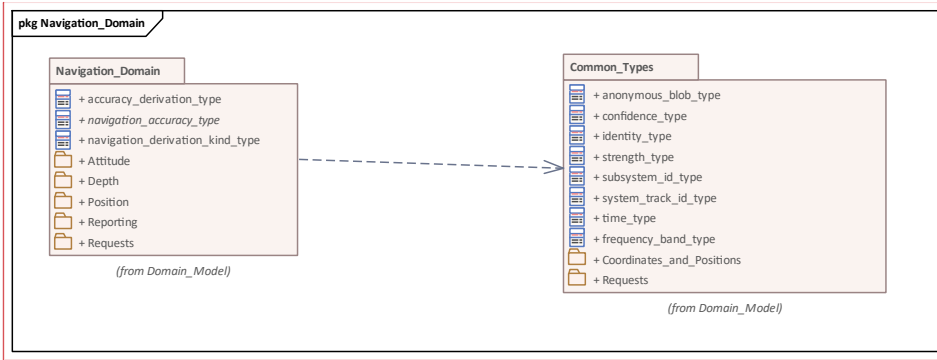 pkg Navigation_Domain
Navigation_Domain
+ accuracy_derivation_type
+ navigation_accuracy_type
+ navigation_derivation_kind_type
+ Attitude
+ Depth
+ Position
+ Reporting
+ Requests
(from Domain_Model)
Common_Types
+ anonymous_blob_type
+ confidence_type
+ identity_type
+ strength_type
+ subsystem_id_type
+ system_track_id_type
+ time_type
+ frequency_band_type
+ Coordinates_and_Positions
+ Requests
(from Domain_Model)